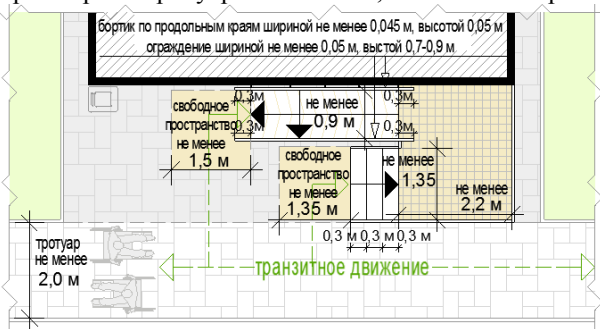 бортик по продольным краям шириной не менее 0,045 м, высотой 0,05 м
ограждение шириной не менее 0,05 м, выстой 0,7-0,9 м
0,3м
0,3м
свободное
пространство
не менее
1,5 м
не менее
0,9 м
0,3м
0,3м
свободное
пространство
не менее
1,35 м
не менее
1,35
не менее
2,2 м
0,3 м 0,3 м 0,3 м
тротуар
не менее
2,0 м
транзитное движение